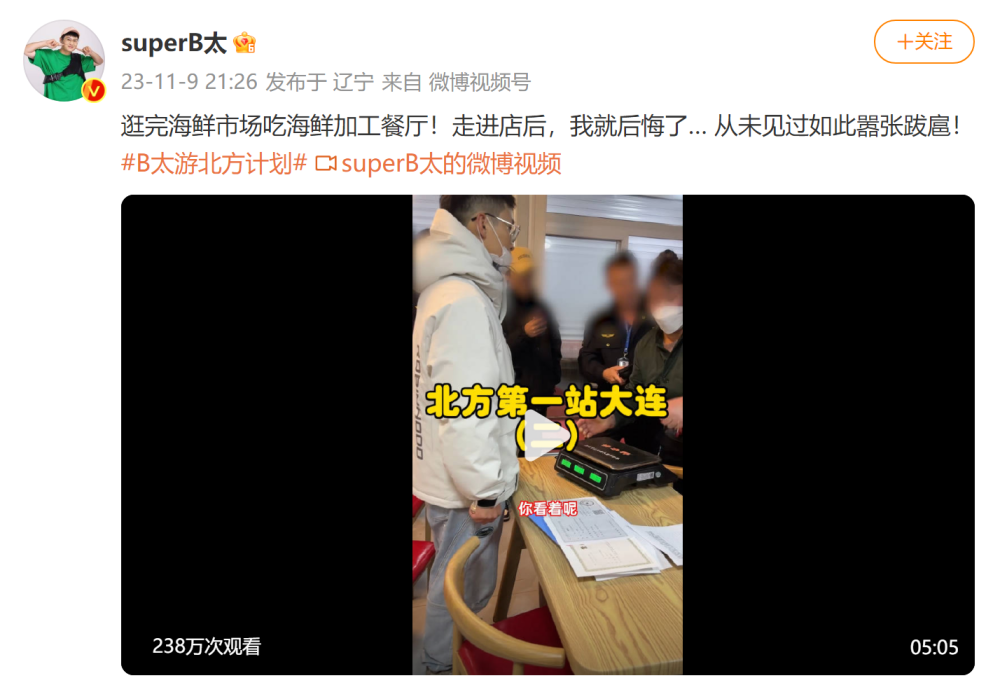 superB太
+关注
23-11-9 21:26 发布于 辽宁 来自 微博视频号
逛完海鲜市场吃海鲜加工餐厅！走进店后，我就后悔了... 从未见过如此嚣张跋扈！
#B太游北方计划# superB太的微博视频
北方第一站大连
你看着呢
238万次观看
05:05